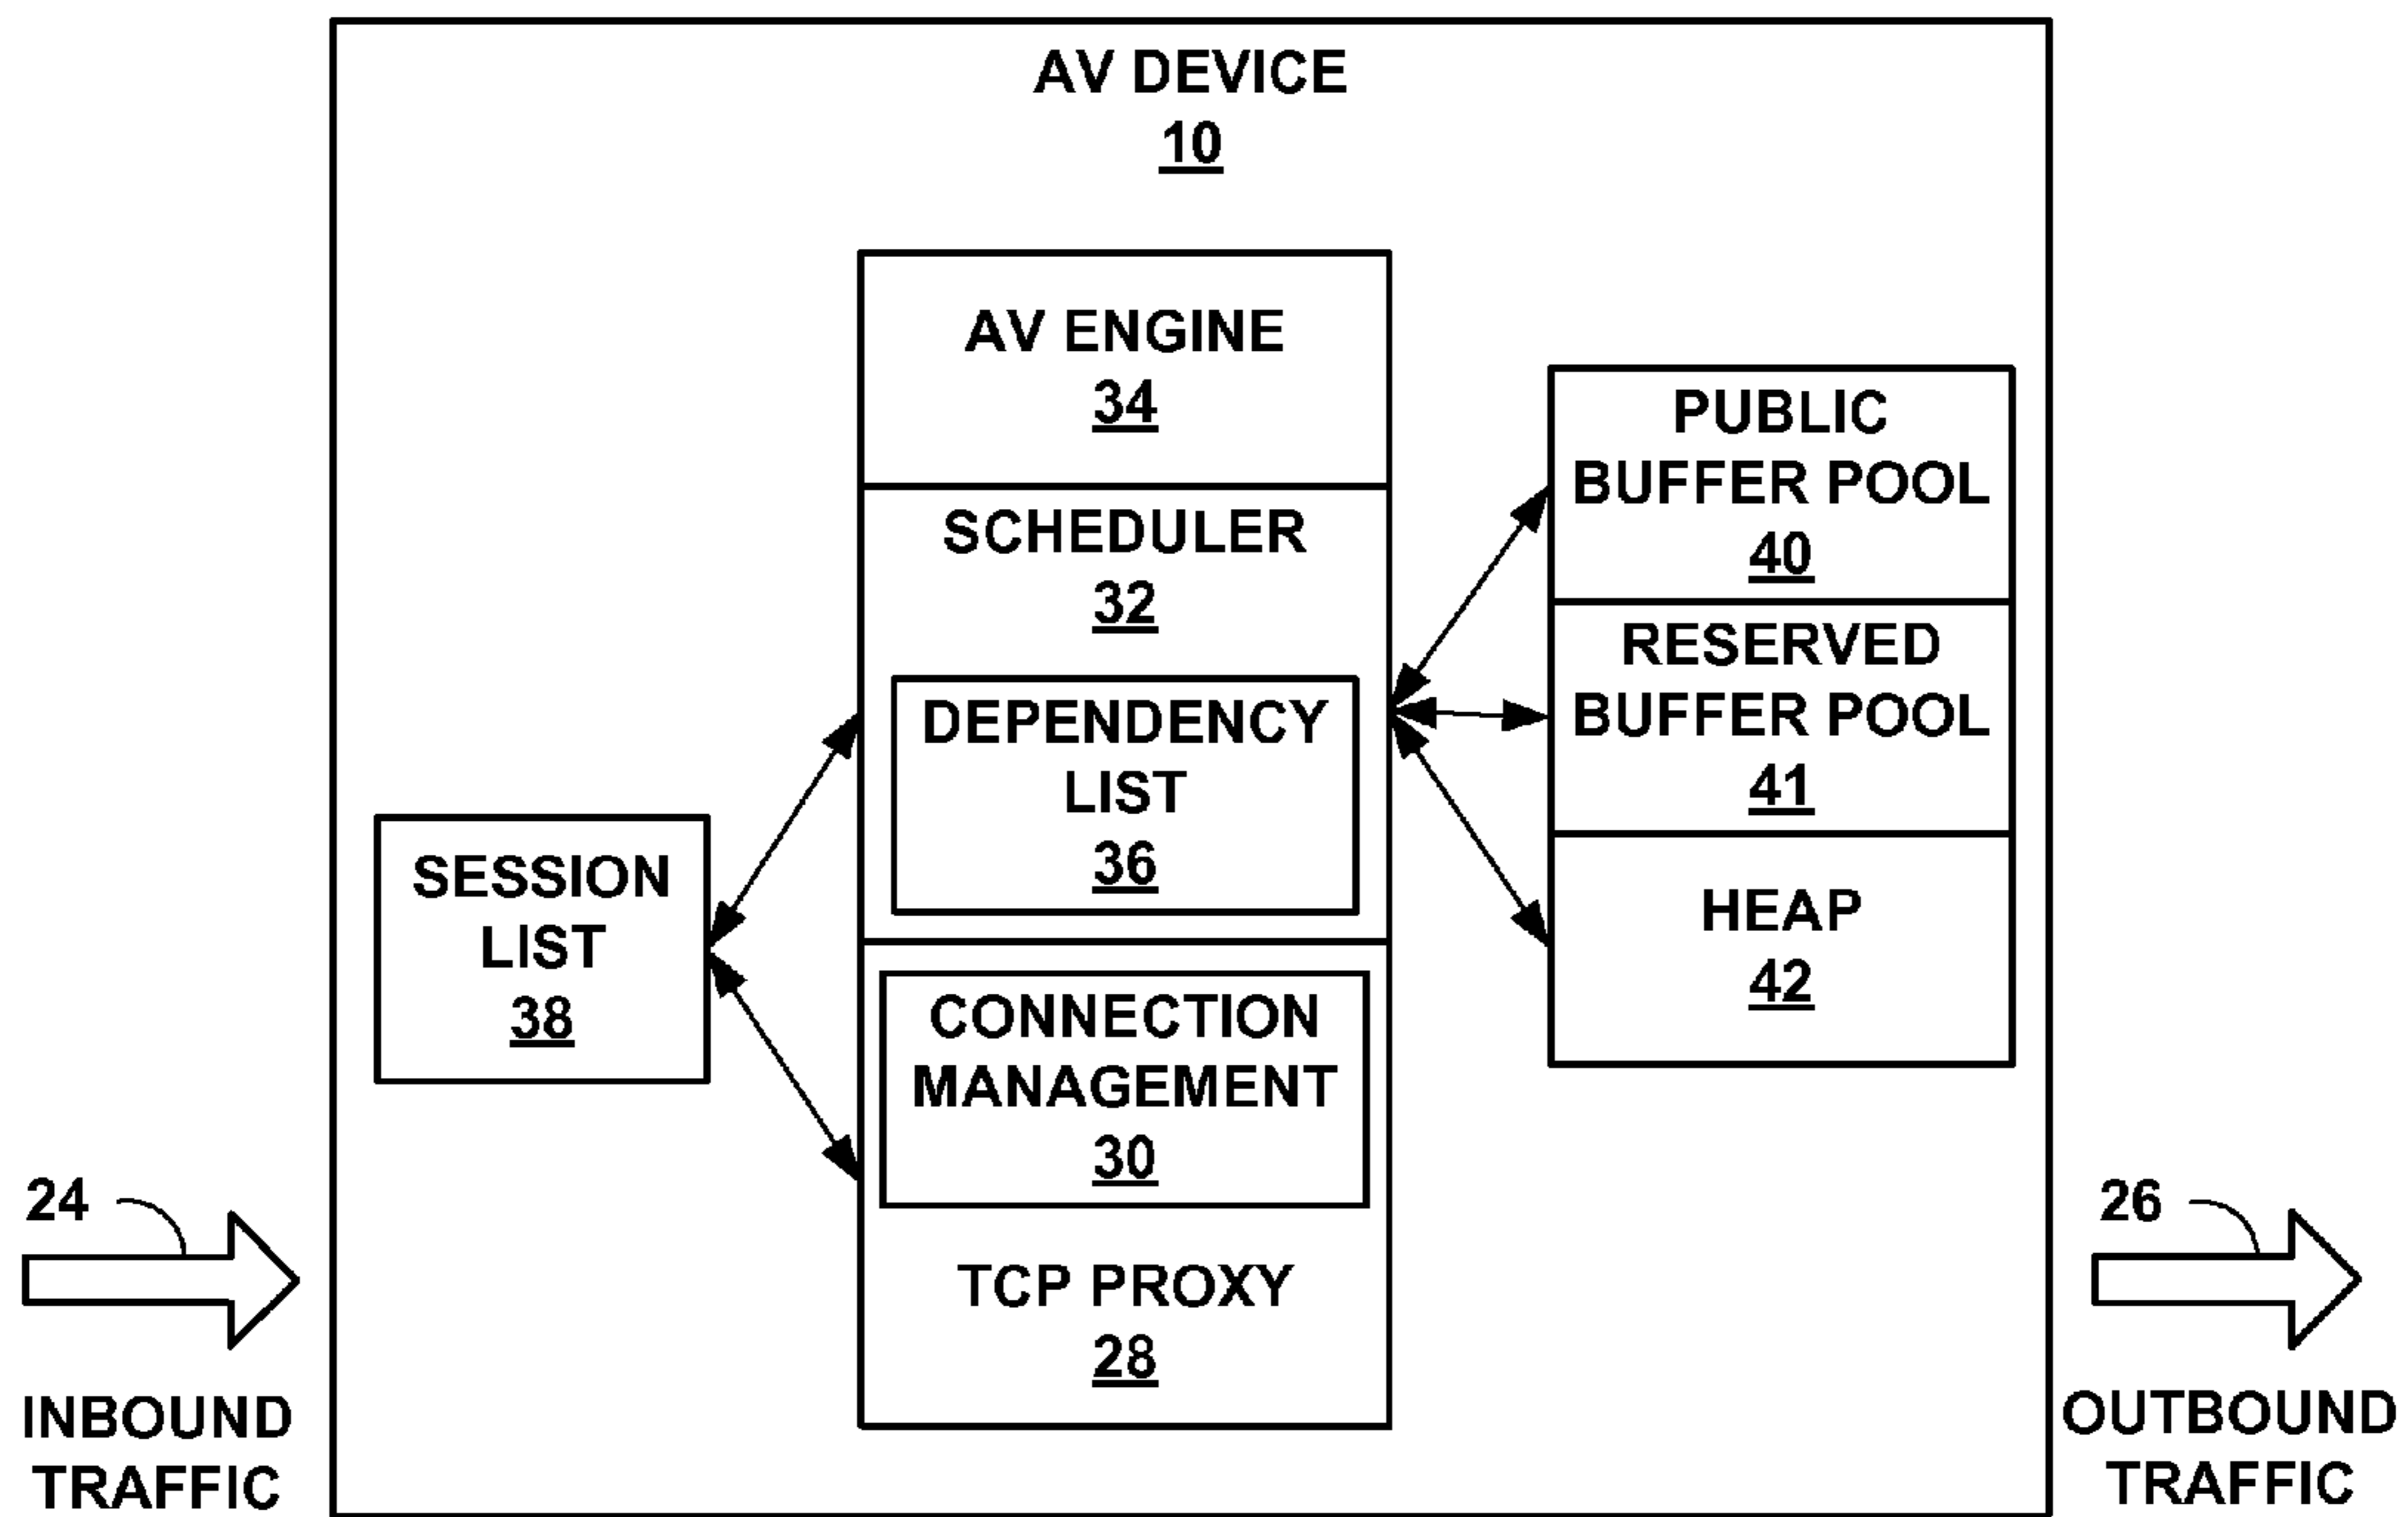 AV DEVICE
10
AV ENGINE
34
SCHEDULER
32
DEPENDENCY
LIST
36
CONNECTION
MANAGEMENT
30
TCP PROXY
28
SESSION
LIST
38
PUBLIC
BUFFER POOL
40
RESERVED
BUFFER POOL
41
HEAP
42
24
INBOUND
TRAFFIC
26
OUTBOUND
TRAFFIC